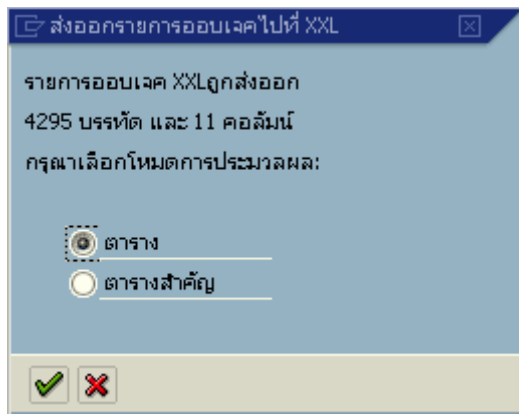 ส่งออกรายการออบเจคไปที่ XXL
รายการออบเจค XXLถูกส่งออก
4295 บรรทัด และ 11 คอลัมน์
กรุณาเลือกโหมดการประมวลผล:
ตาราง
ตารางสำคัญ